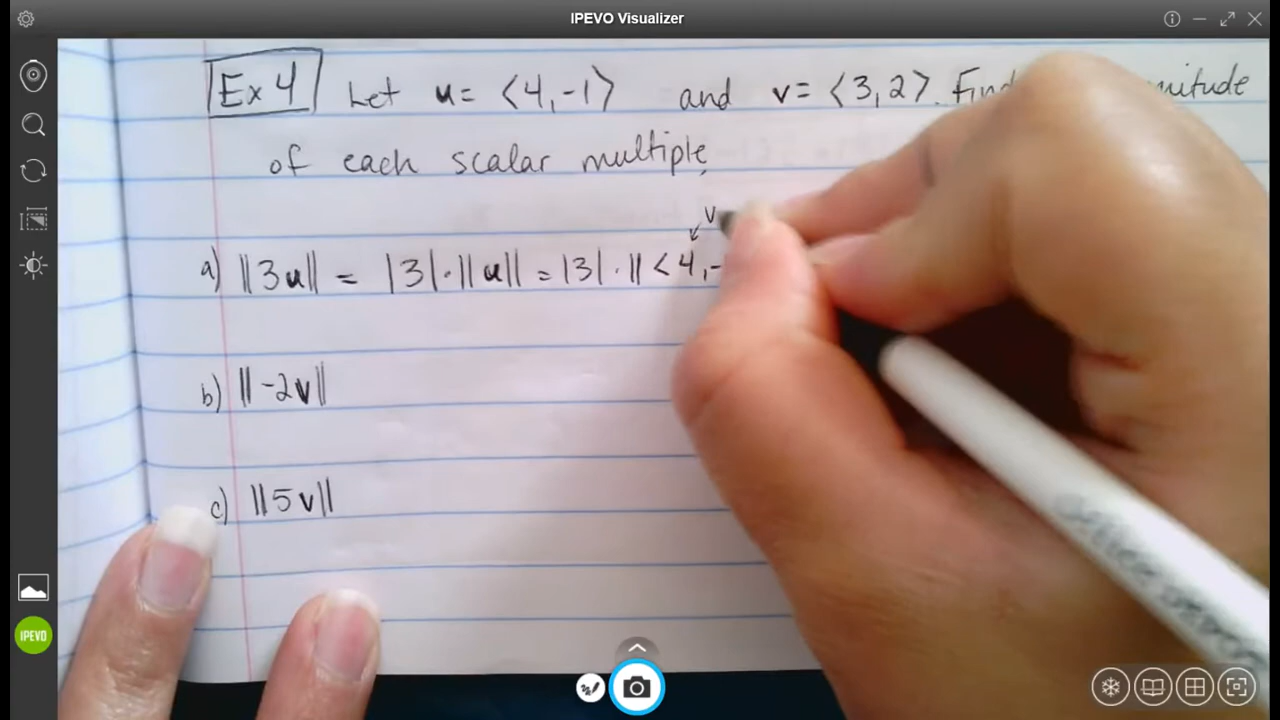 IPEVO Visualizer
Ex 4 Let u = ⟨4, -1⟩ and v = ⟨3, 2⟩. Find
of each scalar multiple.
v
a) ||3u|| = |3| · ||u|| = |3| · || < 4, -
b) ||-2v||
c) ||5v||
IPEVO